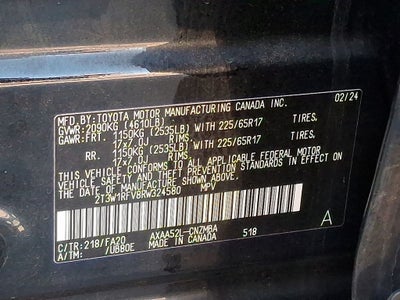 MFD. BY: TOYOTA MOTOR MANUFACTURING CANADA INC. 02/24
GVWR: 2090KG (4610LB)
GAWR: FRT. 1150KG (2535LB) WITH 225/65R17 TIRES.
17x7.0J RIMS.
RR. 1150KG (2535LB) WITH 225/65R17 TIRES.
17x7.0J RIMS.
THIS VEHICLE CONFORMS TO ALL APPLICABLE FEDERAL MOTOR
VEHICLE SAFETY STANDARDS IN EFFECT ON
THE DATE OF MANUFACTURE SHOWN ABOVE.
2T3W1RFV8RW324580 MPV
A
C/TR: 218/FA20 AXAA52L-CNZMBA
A/TM: /UB80E MADE IN CANADA 518